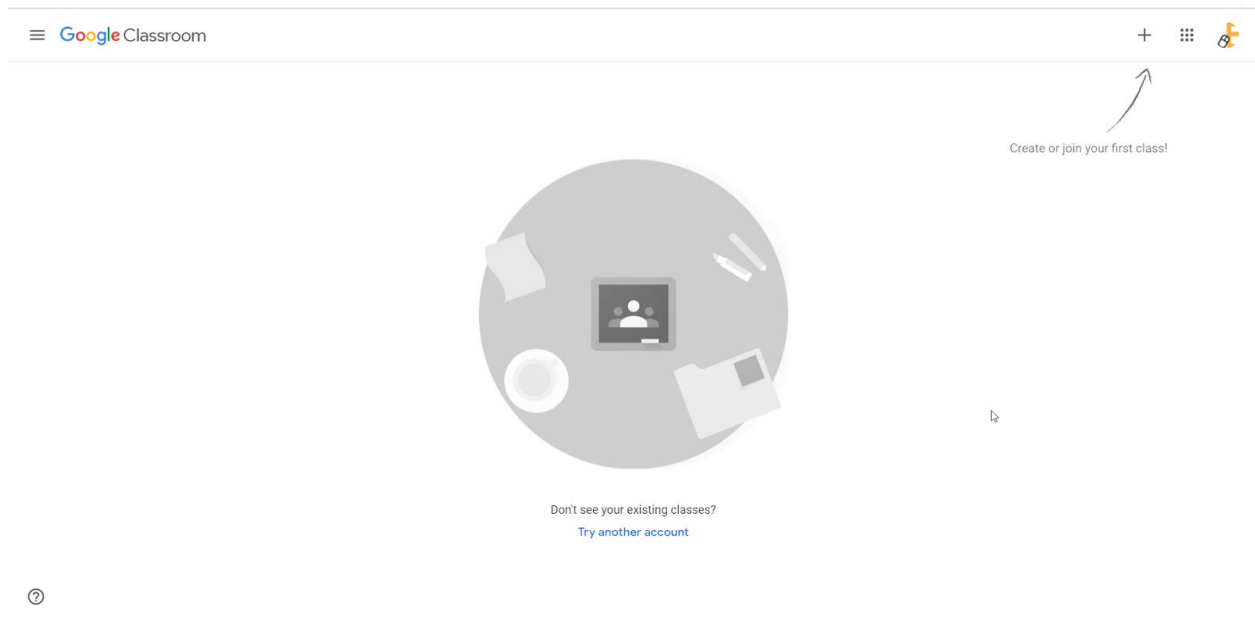 Google Classroom
Create or join your first class!
Don't see your existing classes?
Try another account